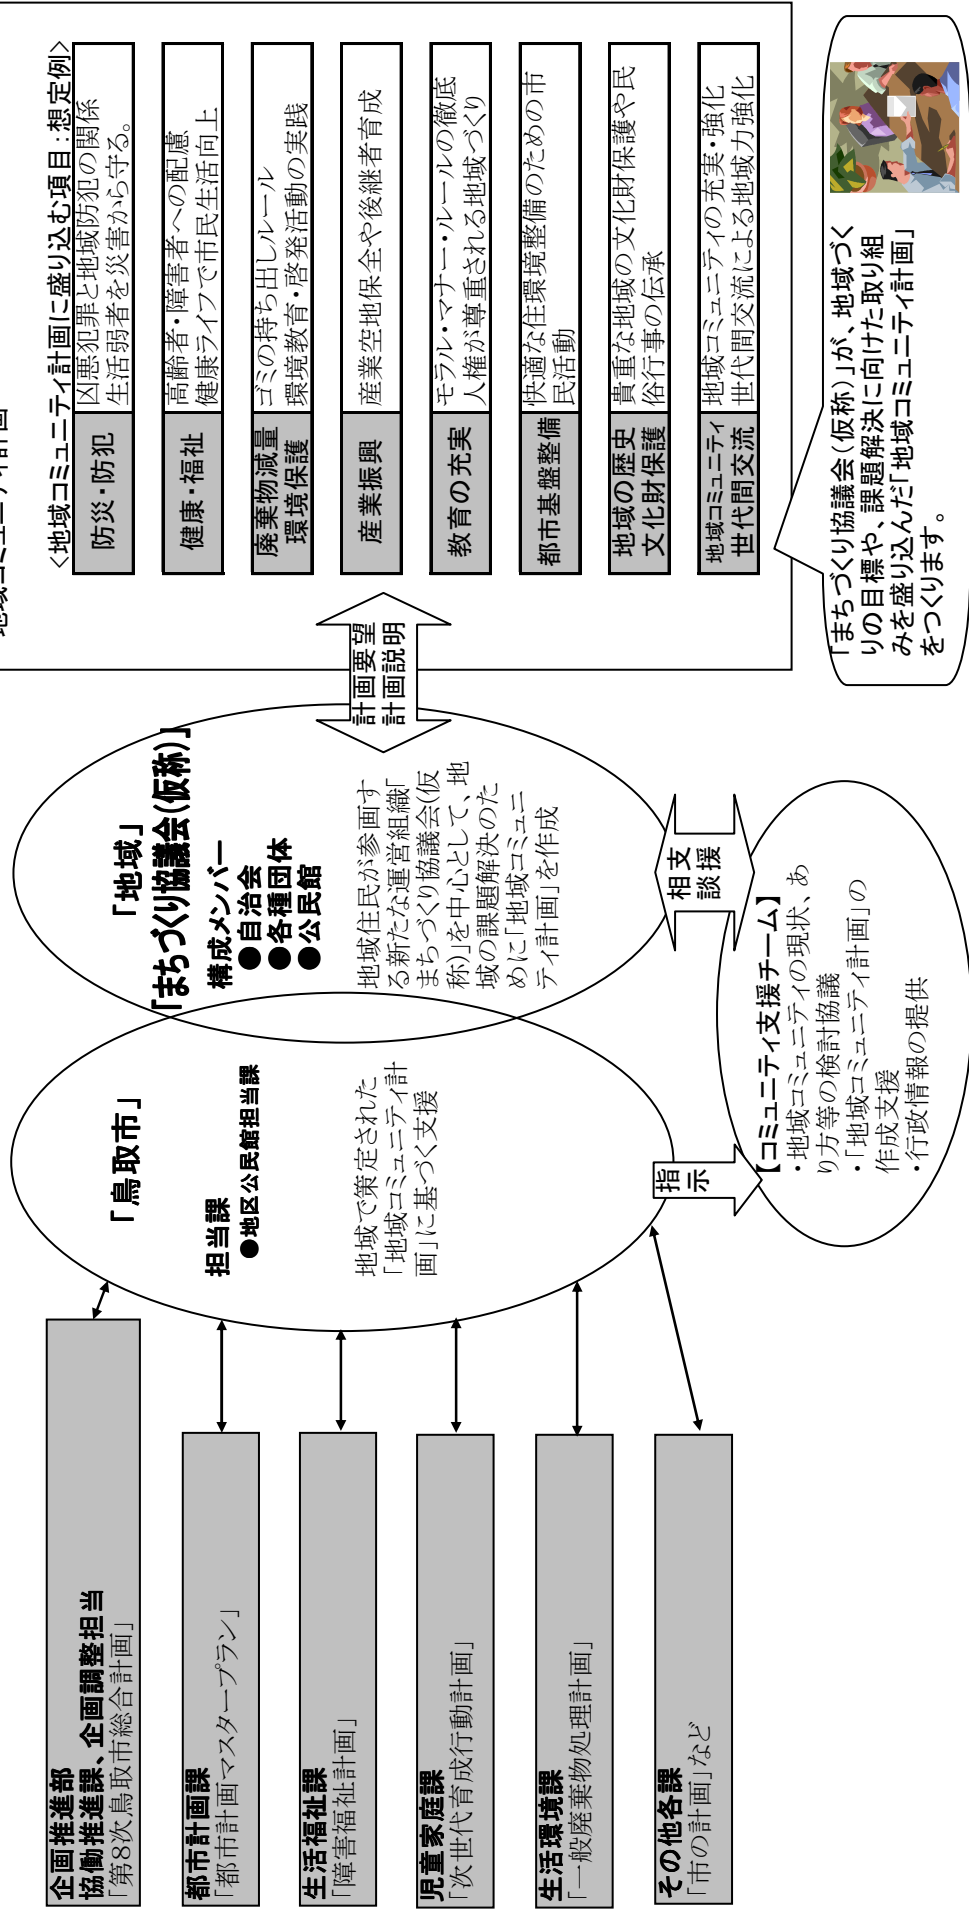 企画推進部
協働推進課、企画調整担当
「第8次鳥取市総合計画」
都市計画課
「都市計画マスタープラン」
生活福祉課
「障害福祉計画」
児童家庭課
「次世代育成行動計画」
生活環境課
「一般廃棄物処理計画」
その他各課
「市の計画」など
「鳥取市」
担当課
●地区公民館担当課
地域で策定された
「地域コミュニティ計
画」に基づく支援
「地域」
「まちづくり協議会(仮称)」
構成メンバー
●自治会
●各種団体
●公民館
地域住民が参画す
る新たな運営組織「
まちづくり協議会(仮
称)」を中心として、地
域の課題解決のた
めに「地域コミュニ
ティ計画」を作成
指
示
相 支
談 援
【コミュニティ支援チーム】
・地域コミュニティの現状、あ
り方等の検討協議
・「地域コミュニティ計画」の
作成支援
・行政情報の提供
計画要望
計画説明
地域コミュニティ計画
<地域コミュニティ計画に盛り込む項目:想定例>
防災・防犯
凶悪犯罪と地域防犯の関係
生活弱者を災害から守る。
健康・福祉
高齢者・障害者への配慮
健康ライフで市民生活向上
廃棄物減量
環境保護
ゴミの持ち出しルール
環境教育・啓発活動の実践
産業振興
産業空地保全や後継者育成
教育の充実
モラル・マナー・ルールの徹底
人権が尊重される地域づくり
都市基盤整備
快適な住環境整備のための市
民活動
地域の歴史
文化財保護
貴重な地域の文化財保護や民
俗行事の伝承
地域コミュニティ
世代間交流
地域コミュニティの充実・強化
世代間交流による地域力強化
「まちづくり協議会(仮称)」が、地域づく
りの目標や、課題解決に向けた取り組
みを盛り込んだ「地域コミュニティ計画」
をつくります。